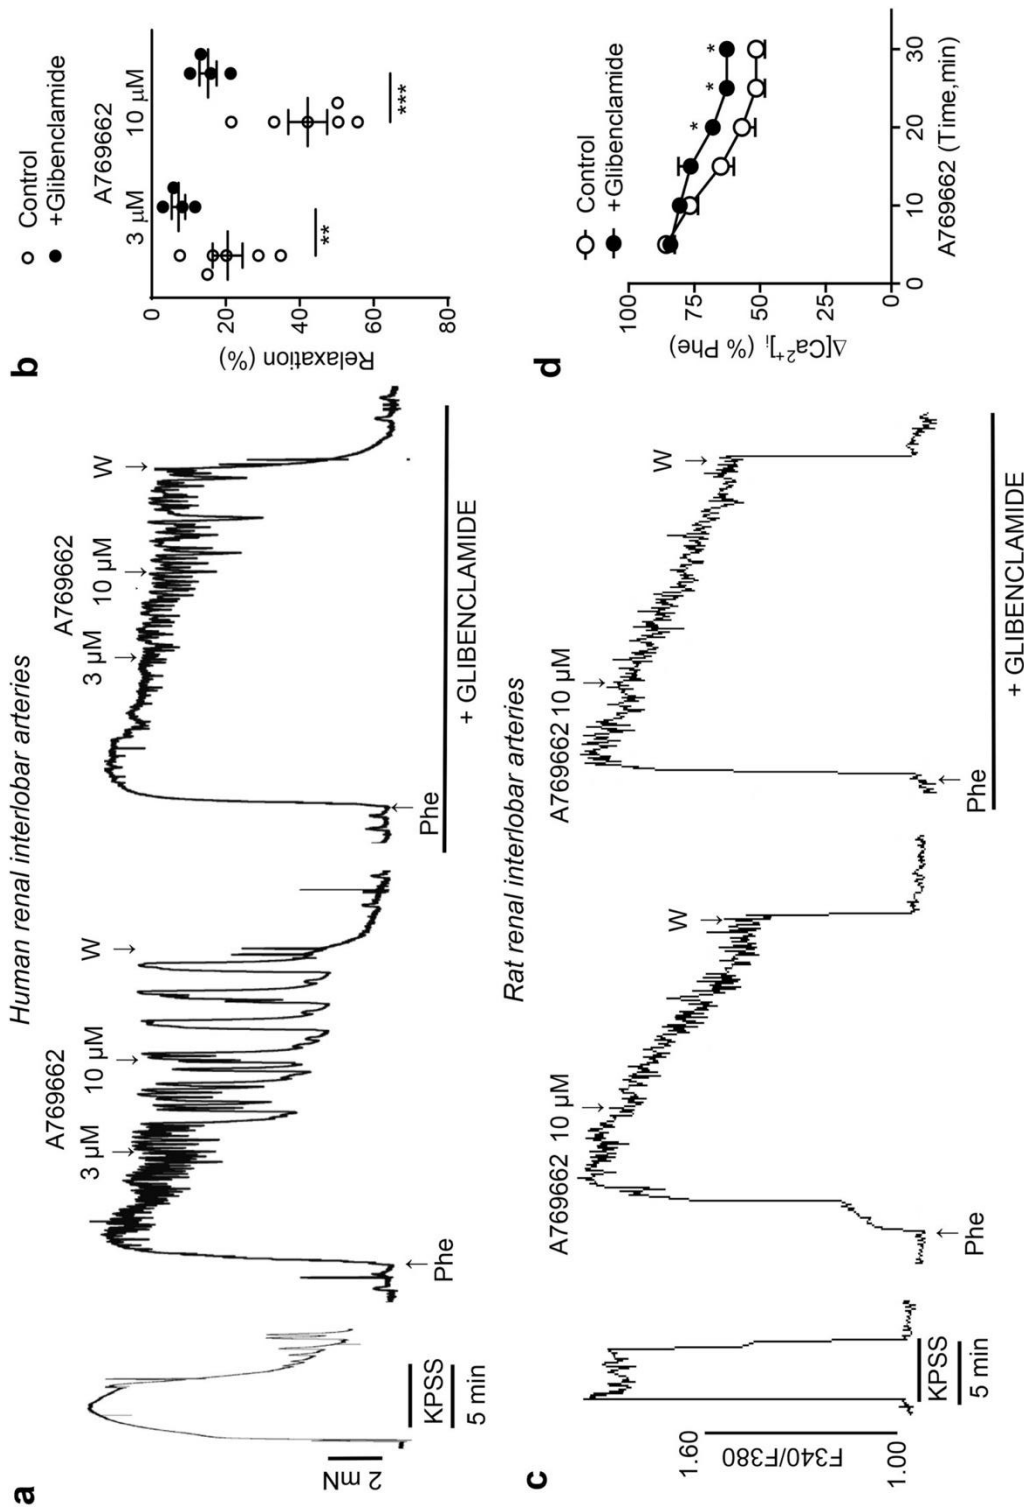 a
Human renal interlobar arteries
A769662
3 µM
10 µM
W
A769662
3 µM
10 µM
W
2 mN
KPSS
5 min
Phe
Phe
+ GLIBENCLAMIDE
b
Control
+Glibenclamide
A769662
3 µM
10 µM
Relaxation (%)
0
20
40
60
80
**
***
c
Rat renal interlobar arteries
A769662 10 µM
W
A769662 10 µM
W
1.60
F340/F380
1.00
KPSS
5 min
Phe
Phe
+ GLIBENCLAMIDE
d
Control
+Glibenclamide
Δ[Ca2+]i (% Phe)
100
75
50
25
0
*
*
*
0
10
20
30
A769662 (Time,min)